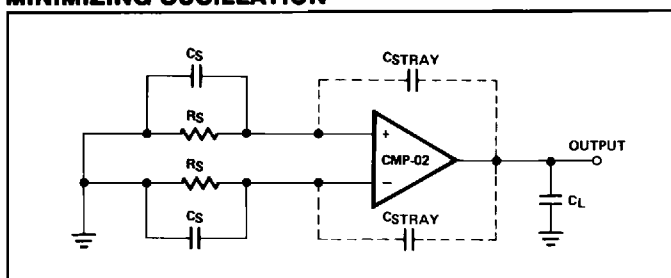 MINIMIZING OSCILLATION
CS
CSTRAY
RS
+
CMP-02
OUTPUT
RS
−
CL
CS
CSTRAY